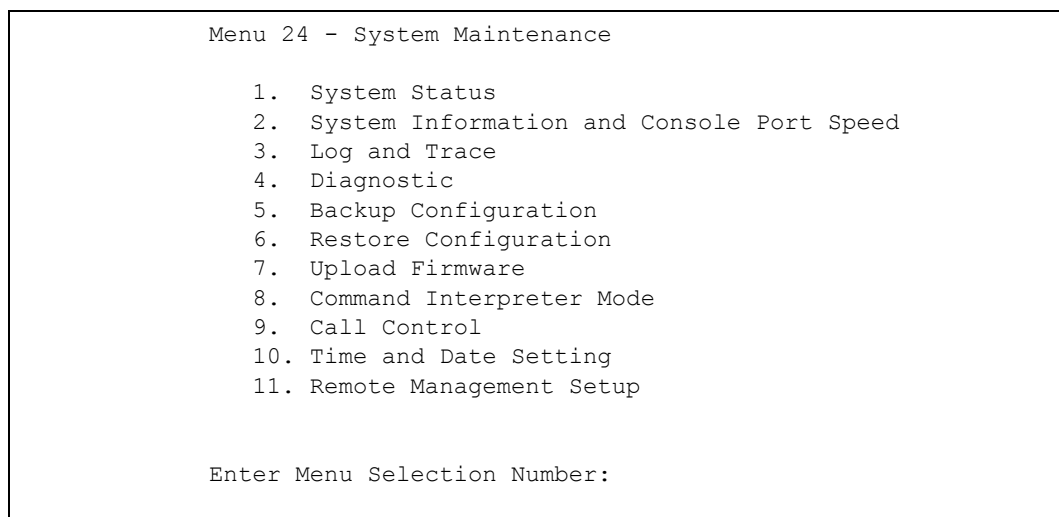 Menu 24 - System Maintenance
1. System Status
2. System Information and Console Port Speed
3. Log and Trace
4. Diagnostic
5. Backup Configuration
6. Restore Configuration
7. Upload Firmware
8. Command Interpreter Mode
9. Call Control
10. Time and Date Setting
11. Remote Management Setup
Enter Menu Selection Number: